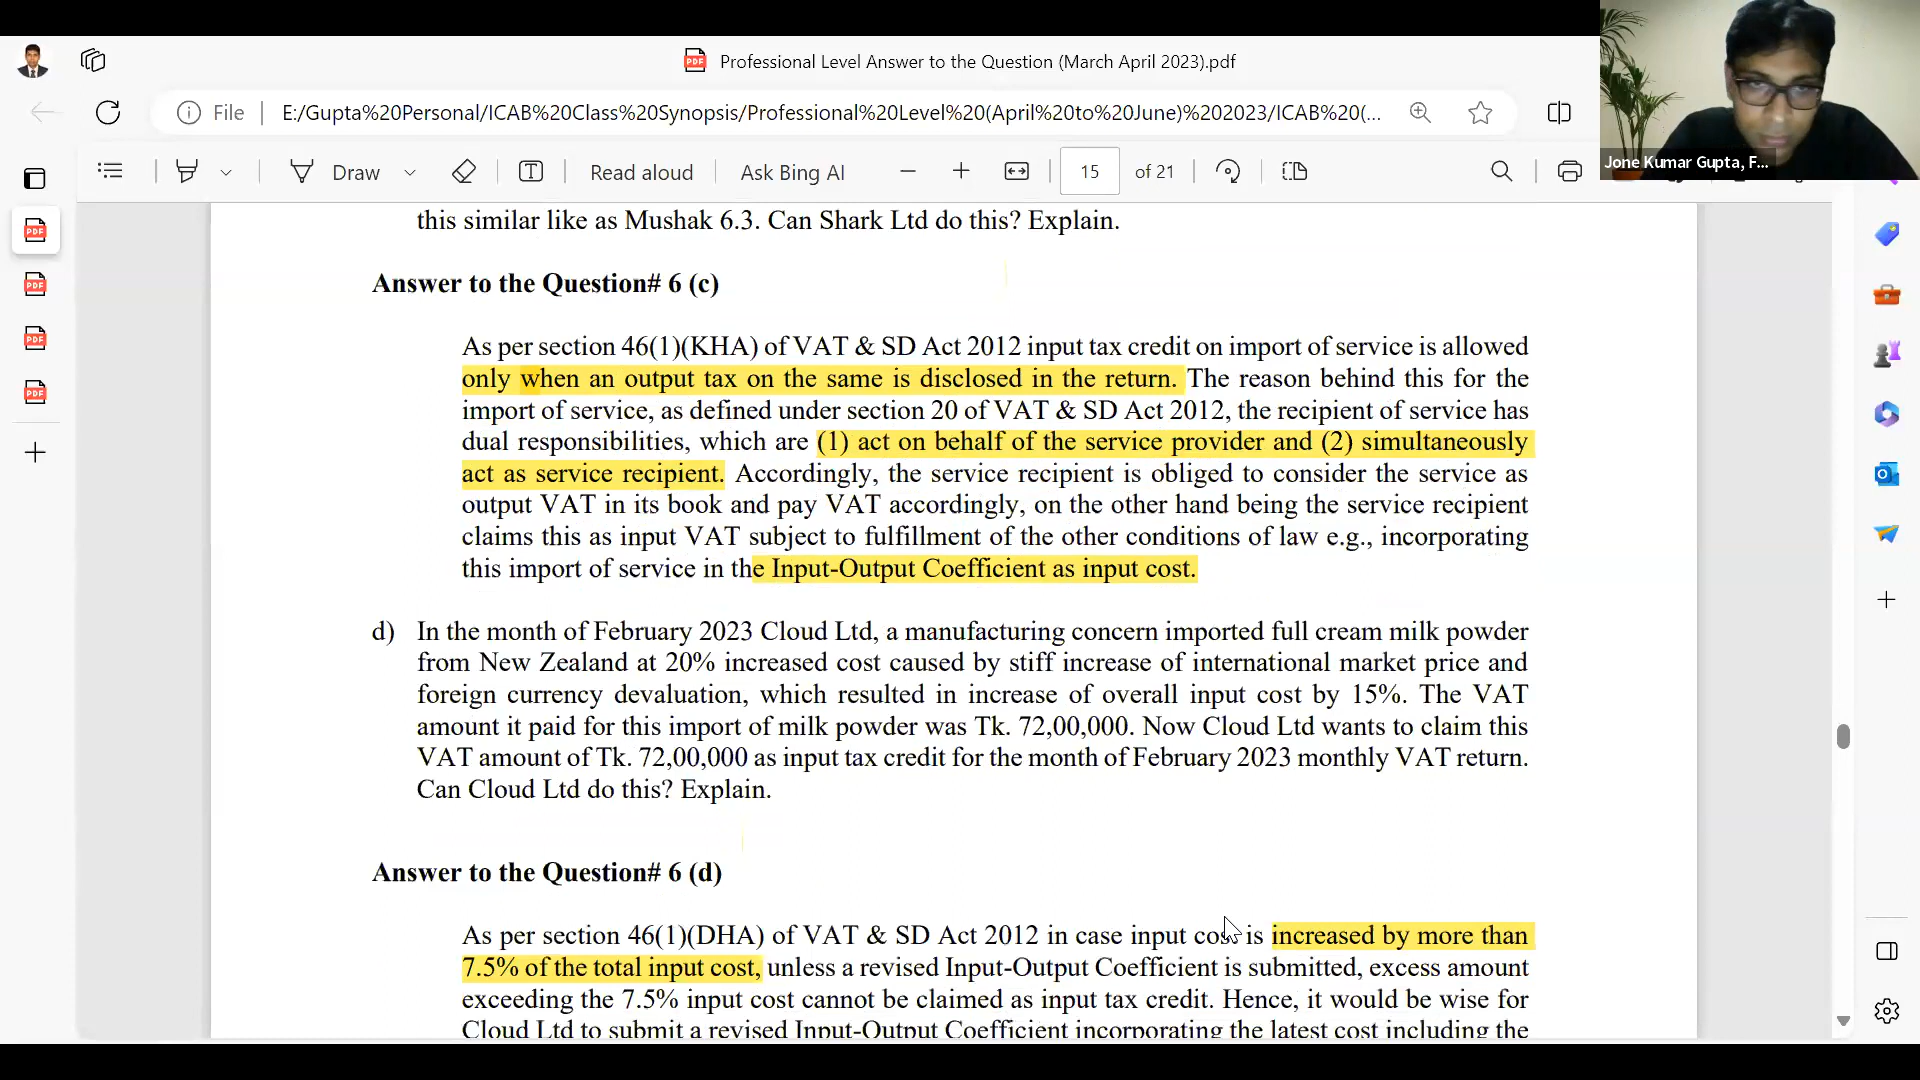 Professional Level Answer to the Question (March April 2023).pdf
File
E:/Gupta%20Personal/ICAB%20Class%20Synopsis/Professional%20Level%20(April%20to%20June)%202023/ICAB%20(...
Jone Kumar Gupta, F...
Draw
Read aloud
Ask Bing AI
15
of 21
this similar like as Mushak 6.3. Can Shark Ltd do this? Explain.
Answer to the Question# 6 (c)
As per section 46(1)(KHA) of VAT & SD Act 2012 input tax credit on import of service is allowed
only when an output tax on the same is disclosed in the return. The reason behind this for the
import of service, as defined under section 20 of VAT & SD Act 2012, the recipient of service has
dual responsibilities, which are (1) act on behalf of the service provider and (2) simultaneously
act as service recipient. Accordingly, the service recipient is obliged to consider the service as
output VAT in its book and pay VAT accordingly, on the other hand being the service recipient
claims this as input VAT subject to fulfillment of the other conditions of law e.g., incorporating
this import of service in the Input-Output Coefficient as input cost.
d) In the month of February 2023 Cloud Ltd, a manufacturing concern imported full cream milk powder
from New Zealand at 20% increased cost caused by stiff increase of international market price and
foreign currency devaluation, which resulted in increase of overall input cost by 15%. The VAT
amount it paid for this import of milk powder was Tk. 72,00,000. Now Cloud Ltd wants to claim this
VAT amount of Tk. 72,00,000 as input tax credit for the month of February 2023 monthly VAT return.
Can Cloud Ltd do this? Explain.
Answer to the Question# 6 (d)
As per section 46(1)(DHA) of VAT & SD Act 2012 in case input cost is increased by more than
7.5% of the total input cost, unless a revised Input-Output Coefficient is submitted, excess amount
exceeding the 7.5% input cost cannot be claimed as input tax credit. Hence, it would be wise for
Cloud Ltd to submit a revised Input-Output Coefficient incorporating the latest cost including the